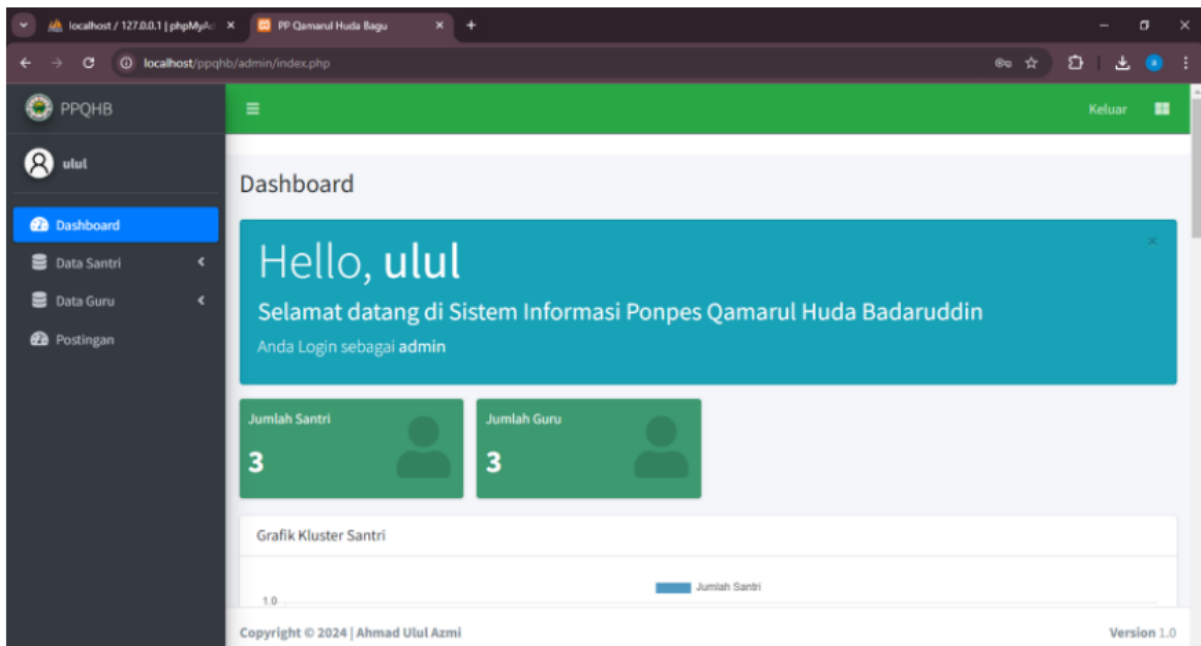 localhost / 127.0.0.1 | phpMyAd
PP Qamarul Huda Bagu
localhost/ppqhb/admin/index.php
a
PPQHB
Keluar
ulul
Dashboard
Dashboard
Data Santri
Data Guru
Postingan
Hello, ulul
Selamat datang di Sistem Informasi Ponpes Qamarul Huda Badaruddin
Anda Login sebagai admin
Jumlah Santri
3
Jumlah Guru
3
Grafik Kluster Santri
Jumlah Santri
1.0
Copyright © 2024 | Ahmad Ulul Azmi
Version 1.0